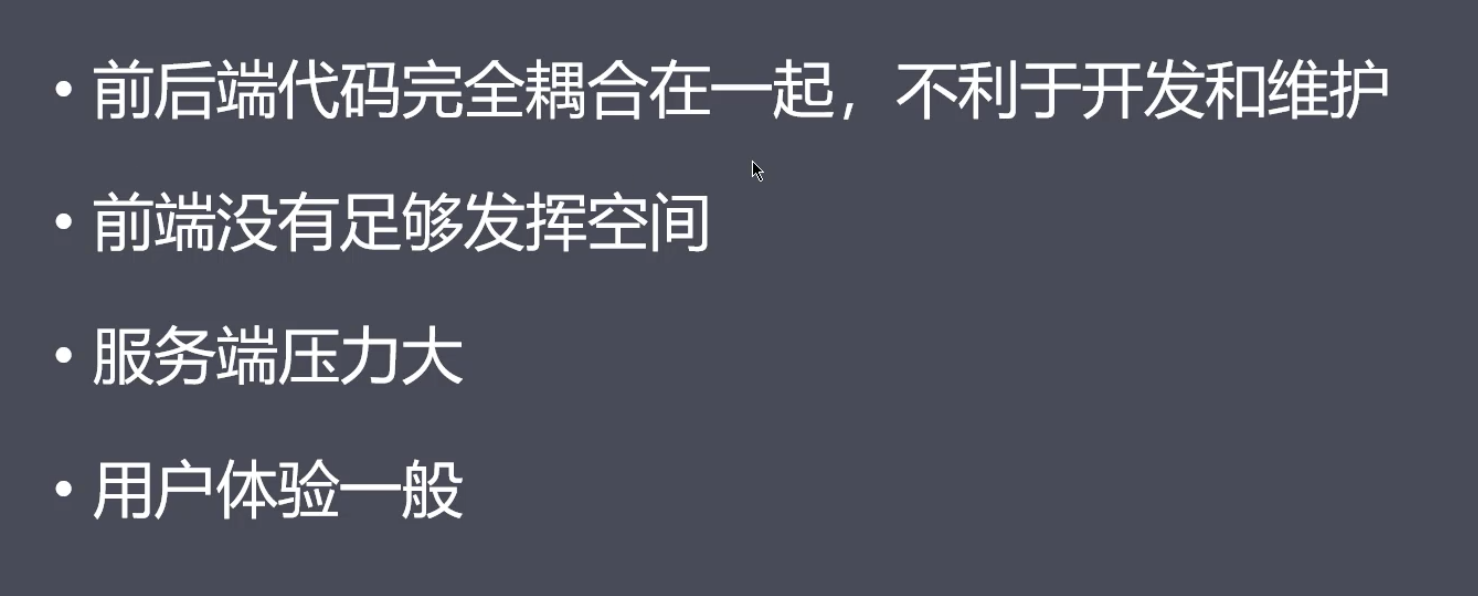 • 前后端代码完全耦合在一起，不利于开发和维护
• 前端没有足够发挥空间
• 服务端压力大
• 用户体验一般